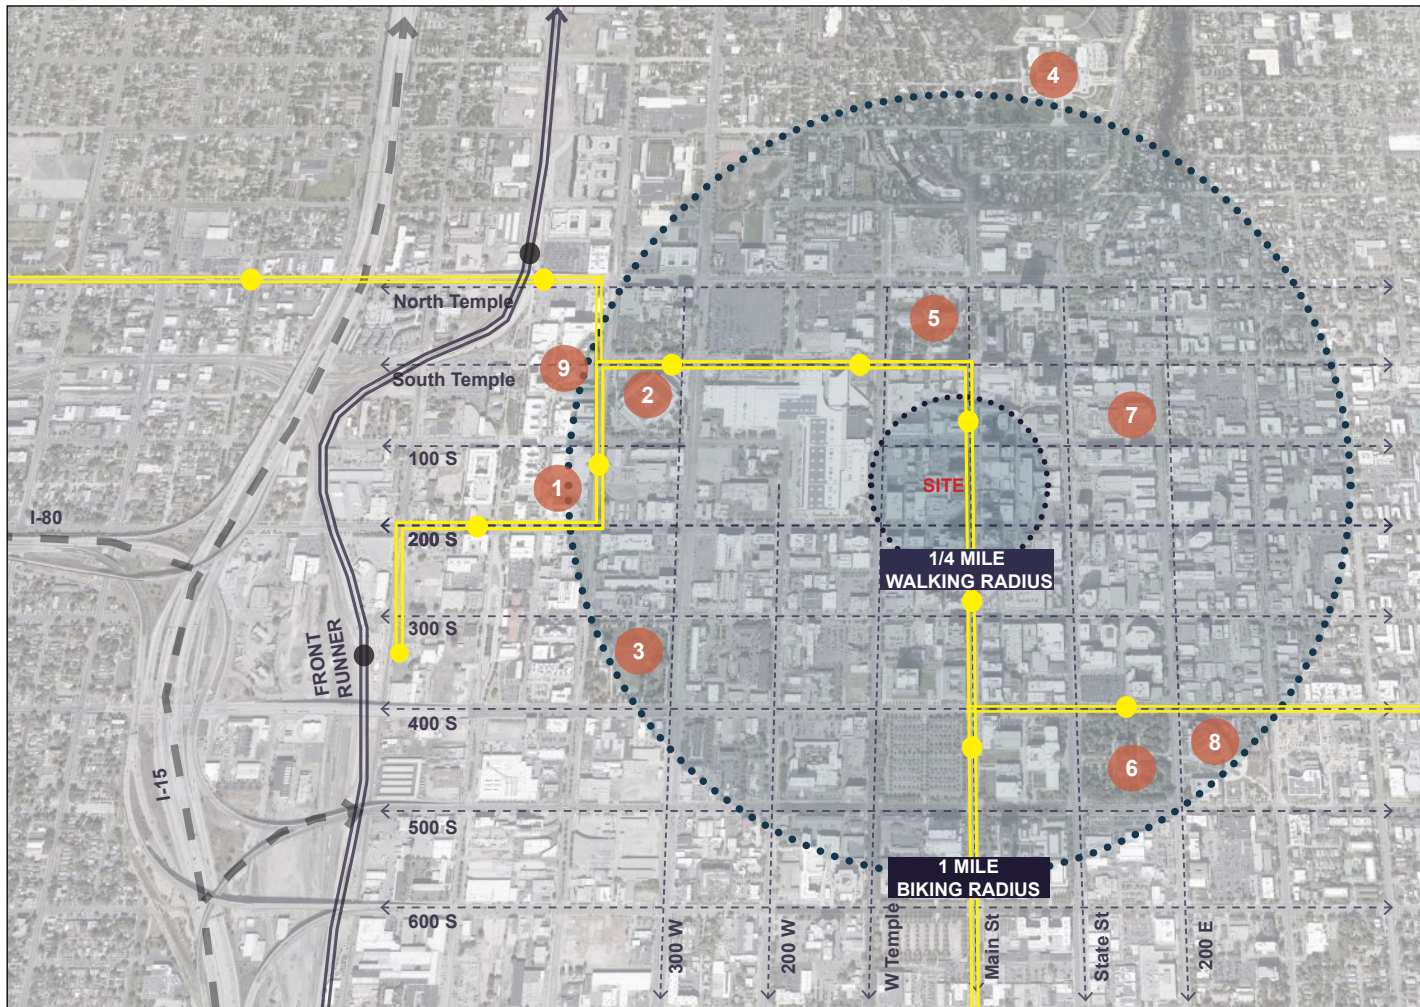 4
5
North Temple
9
South Temple
2
7
100 S
1
SITE
I-80
200 S
1/4 MILE
WALKING RADIUS
300 S
FRONT
RUNNER
3
400 S
8
6
I-15
500 S
1 MILE
BIKING RADIUS
600 S
300 W
200 W
W Temple
Main St
State St
200 E